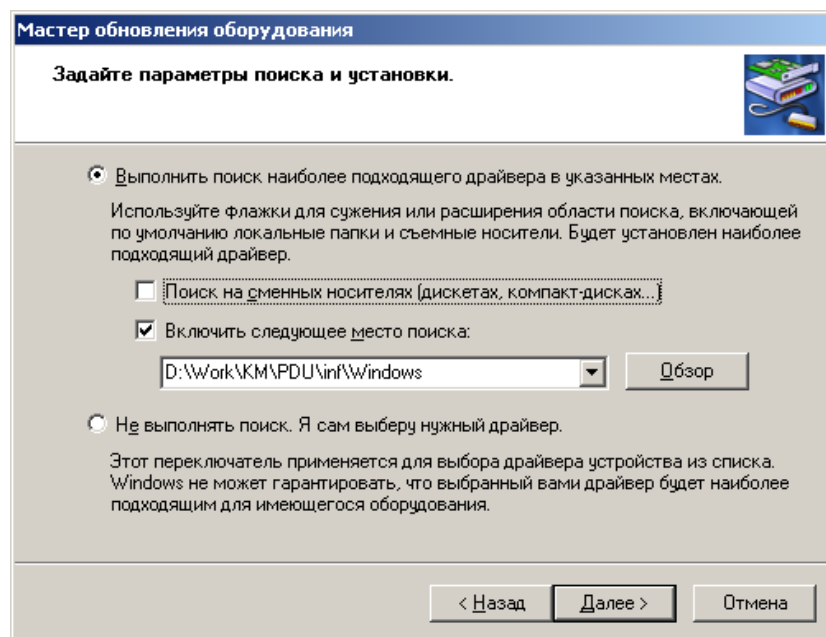 Мастер обновления оборудования
Задайте параметры поиска и установки.
Выполнить поиск наиболее подходящего драйвера в указанных местах.
Используйте флажки для сужения или расширения области поиска, включающей
по умолчанию локальные папки и съемные носители. Будет установлен наиболее
подходящий драйвер.
Поиск на сменных носителях (дискетах, компакт-дисках...)
Включить следующее место поиска:
D:\Work\KM\PDU\inf\Windows
Обзор
Не выполнять поиск. Я сам выберу нужный драйвер.
Этот переключатель применяется для выбора драйвера устройства из списка.
Windows не может гарантировать, что выбранный вами драйвер будет наиболее
подходящим для имеющегося оборудования.
< Назад Далее > Отмена